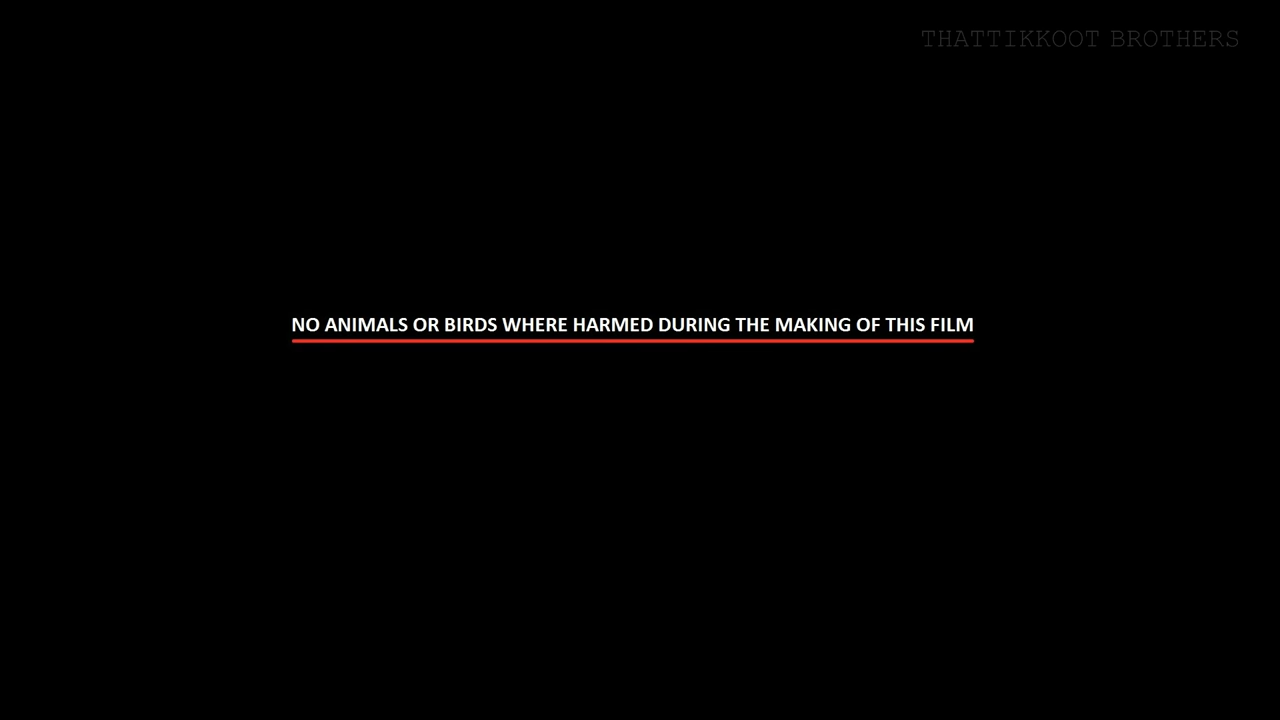 THATTIKKOOT BROTHERS
NO ANIMALS OR BIRDS WHERE HARMED DURING THE MAKING OF THIS FILM